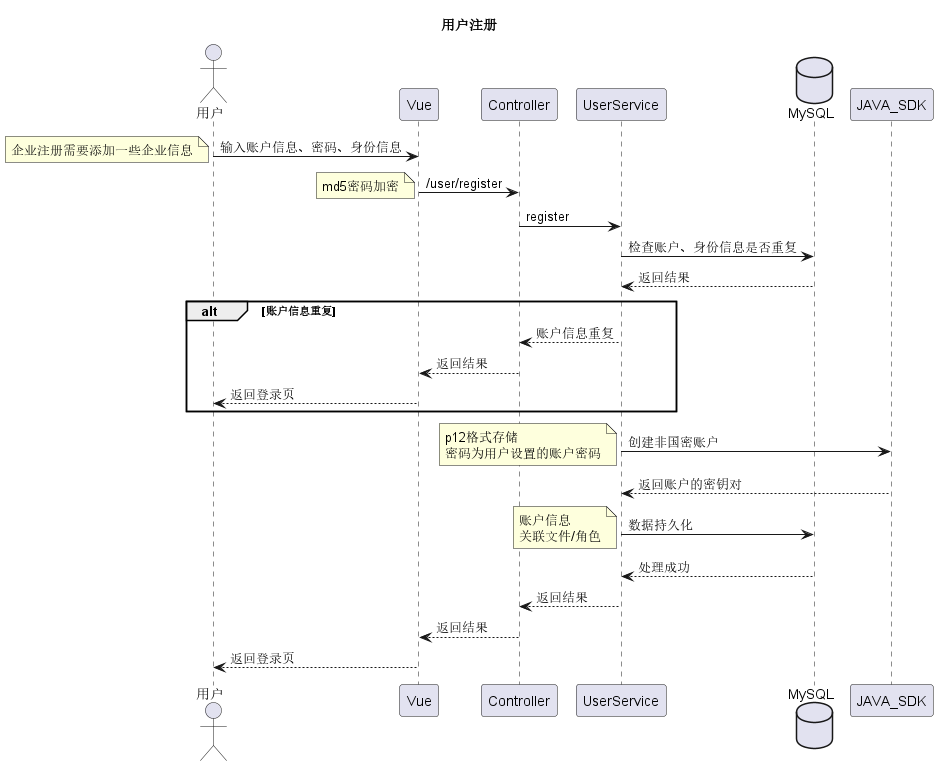 用户注册
用户
Vue
Controller
UserService
MySQL
JAVA_SDK
企业注册需要添加一些企业信息
输入账户信息、密码、身份信息
md5密码加密
/user/register
register
检查账户、身份信息是否重复
返回结果
alt
[账户信息重复]
账户信息重复
返回结果
返回登录页
p12格式存储
密码为用户设置的账户密码
创建非国密账户
返回账户的密钥对
账户信息
关联文件/角色
数据持久化
处理成功
返回结果
返回结果
返回登录页
用户
Vue
Controller
UserService
MySQL
JAVA_SDK